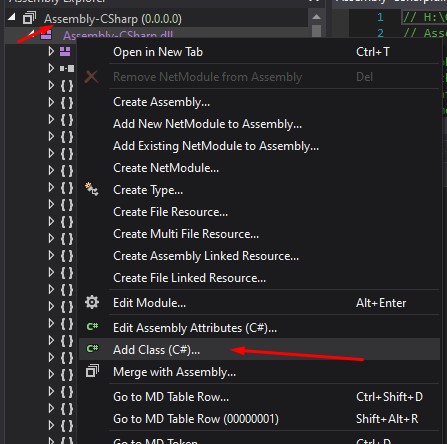 Assembly-CSharp (0.0.0.0)
1 // H:\
Assembly-CSharp.dll
2 // Ass
Open in New Tab Ctrl+T
Remove NetModule from Assembly Del
Create Assembly...
Add New NetModule to Assembly...
Add Existing NetModule to Assembly...
Create NetModule...
Create Type...
Create File Resource...
Create Multi File Resource...
Create Assembly Linked Resource...
Create File Linked Resource...
Edit Module... Alt+Enter
C# Edit Assembly Attributes (C#)...
C# Add Class (C#)...
Merge with Assembly...
Go to MD Table Row... Ctrl+Shift+D
Go to MD Table Row (00000001) Shift+Alt+R
Go to MD Token Ctrl+D